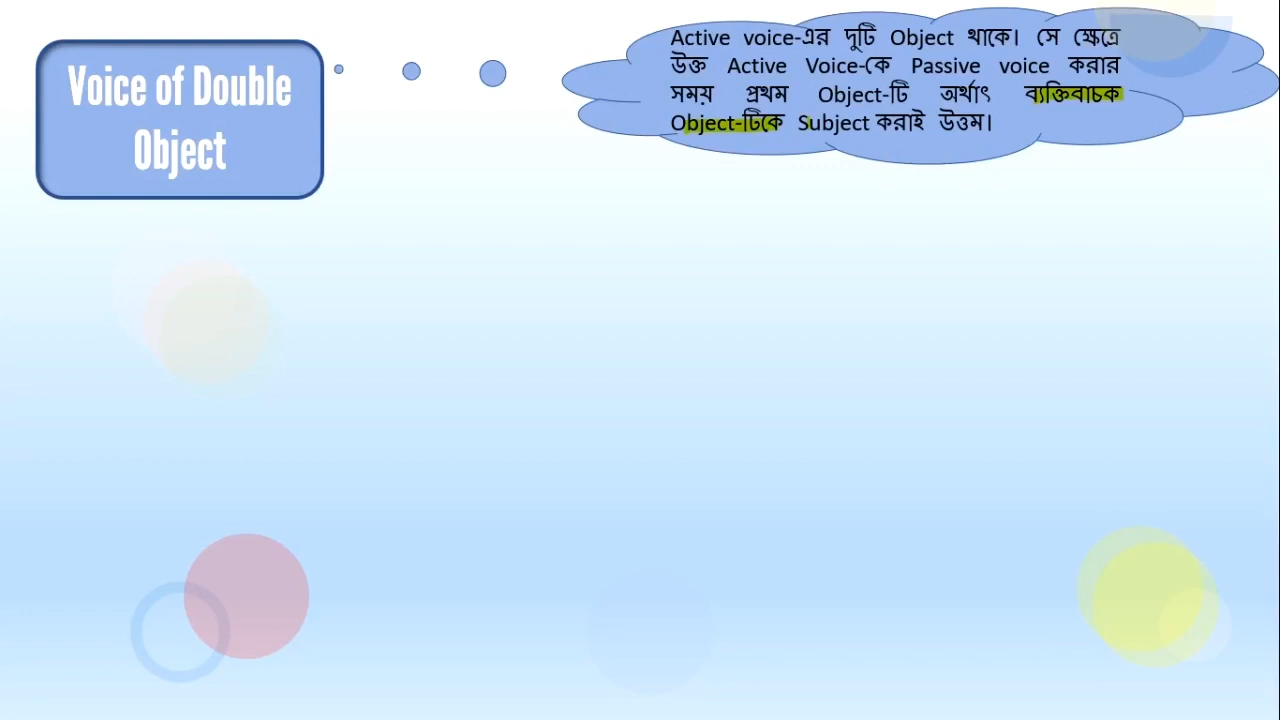 Voice of Double
Object
Active voice-এর দুটি Object থাকে। সে ক্ষেত্রে
উক্ত Active Voice-কে Passive voice করার
সময় প্রথম Object-টি অর্থাৎ ব্যক্তিবাচক
Object-টিকে Subject করাই উত্তম।